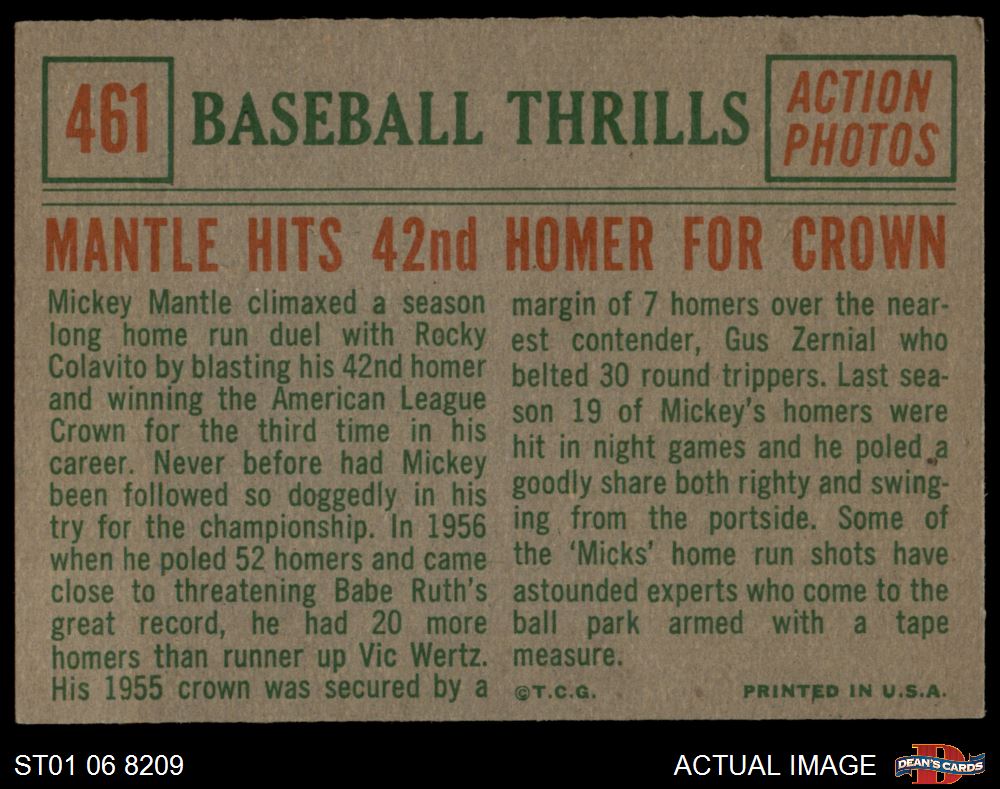 461
BASEBALL THRILLS
ACTION
PHOTOS
MANTLE HITS 42nd HOMER FOR CROWN
Mickey Mantle climaxed a season
long home run duel with Rocky
Colavito by blasting his 42nd homer
and winning the American League
Crown for the third time in his
career. Never before had Mickey
been followed so doggedly in his
try for the championship. In 1956
when he poled 52 homers and came
close to threatening Babe Ruth's
great record, he had 20 more
homers than runner up Vic Wertz.
His 1955 crown was secured by a
margin of 7 homers over the near-
est contender, Gus Zernial who
belted 30 round trippers. Last sea-
son 19 of Mickey's homers were
hit in night games and he poled a
goodly share both righty and swing-
ing from the portside. Some of
the 'Micks' home run shots have
astounded experts who come to the
ball park armed with a tape
measure.
©T.C.G.
PRINTED IN U.S.A.
ST01 06 8209
ACTUAL IMAGE
D
DEAN'S CARDS